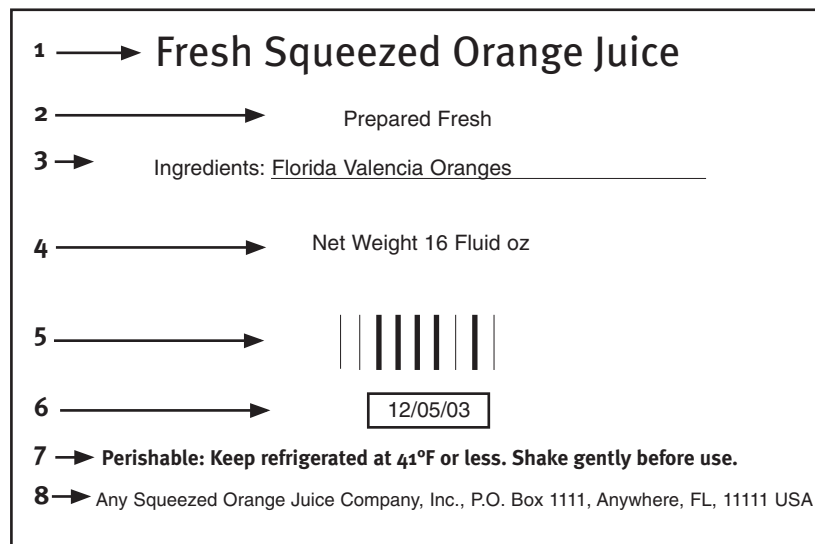 1 Fresh Squeezed Orange Juice
2 Prepared Fresh
3 Ingredients: Florida Valencia Oranges
4 Net Weight 16 Fluid oz
5
6 12/05/03
7 Perishable: Keep refrigerated at 41°F or less. Shake gently before use.
8 Any Squeezed Orange Juice Company, Inc., P.O. Box 1111, Anywhere, FL, 11111 USA